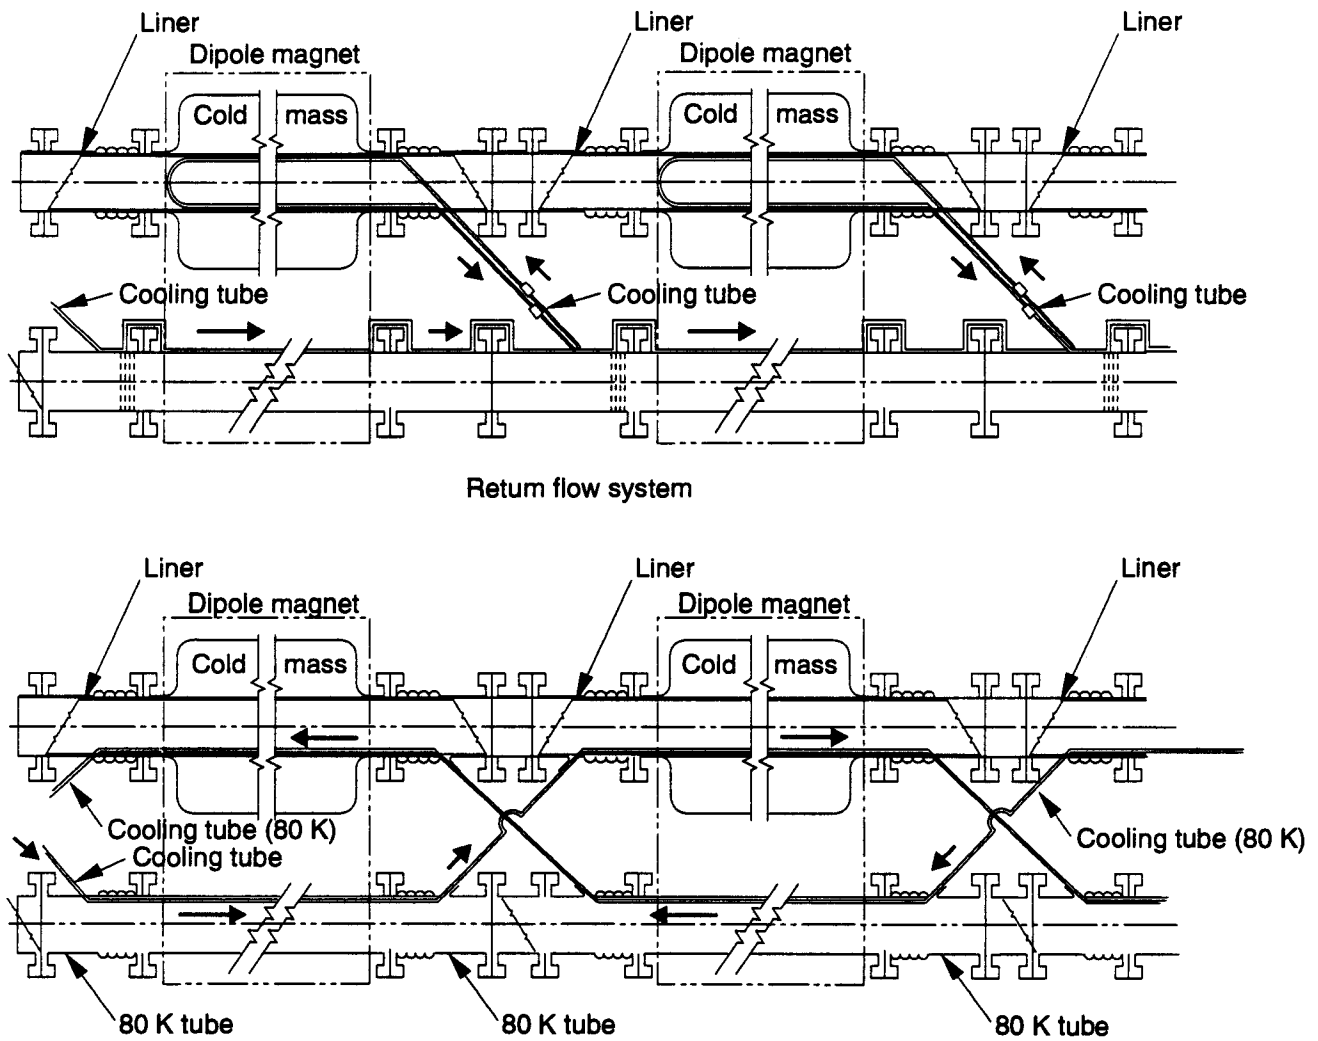 Liner
Liner
Liner
Dipole magnet
Dipole magnet
Cold mass
Cold mass
Cooling tube
Cooling tube
Cooling tube
Return flow system
Liner
Liner
Liner
Dipole magnet
Dipole magnet
Cold mass
Cold mass
Cooling tube (80 K)
Cooling tube (80 K)
Cooling tube
80 K tube
80 K tube
80 K tube